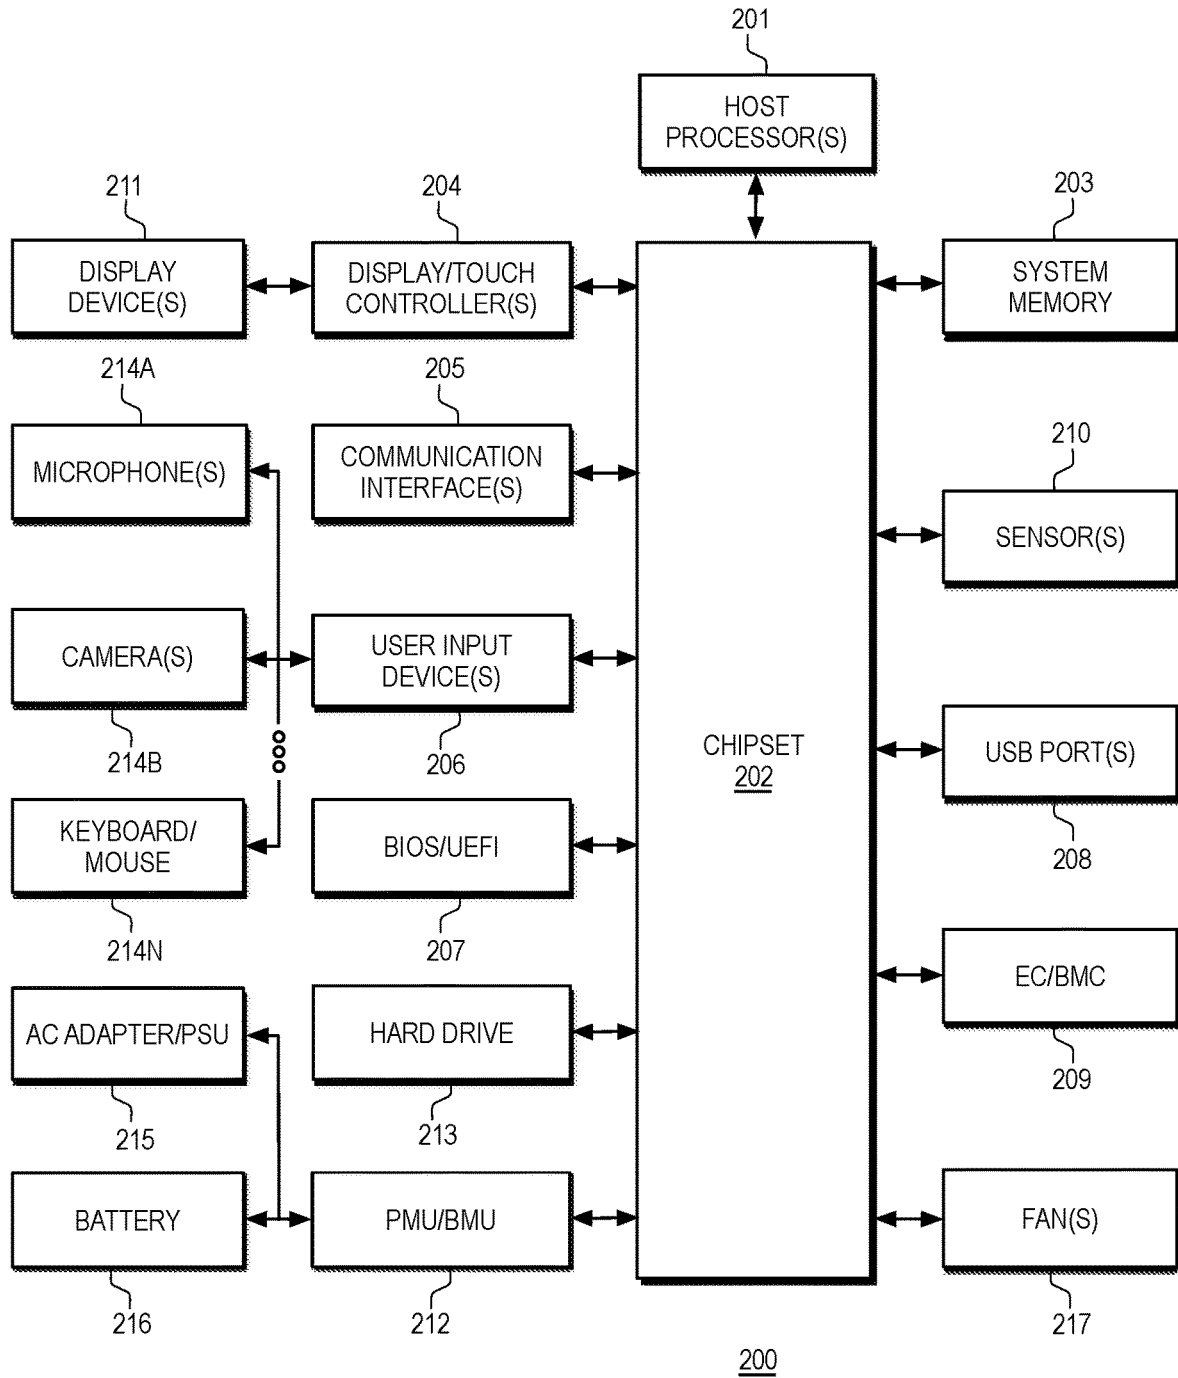 201
HOST
PROCESSOR(S)
211
204
203
DISPLAY
DEVICE(S)
DISPLAY/TOUCH
CONTROLLER(S)
SYSTEM
MEMORY
214A
205
MICROPHONE(S)
COMMUNICATION
INTERFACE(S)
210
SENSOR(S)
CAMERA(S)
USER INPUT
DEVICE(S)
214B
206
CHIPSET
202
USB PORT(S)
208
KEYBOARD/
MOUSE
BIOS/UEFI
214N
207
EC/BMC
209
AC ADAPTER/PSU
HARD DRIVE
215
213
BATTERY
PMU/BMU
FAN(S)
216
212
217
200